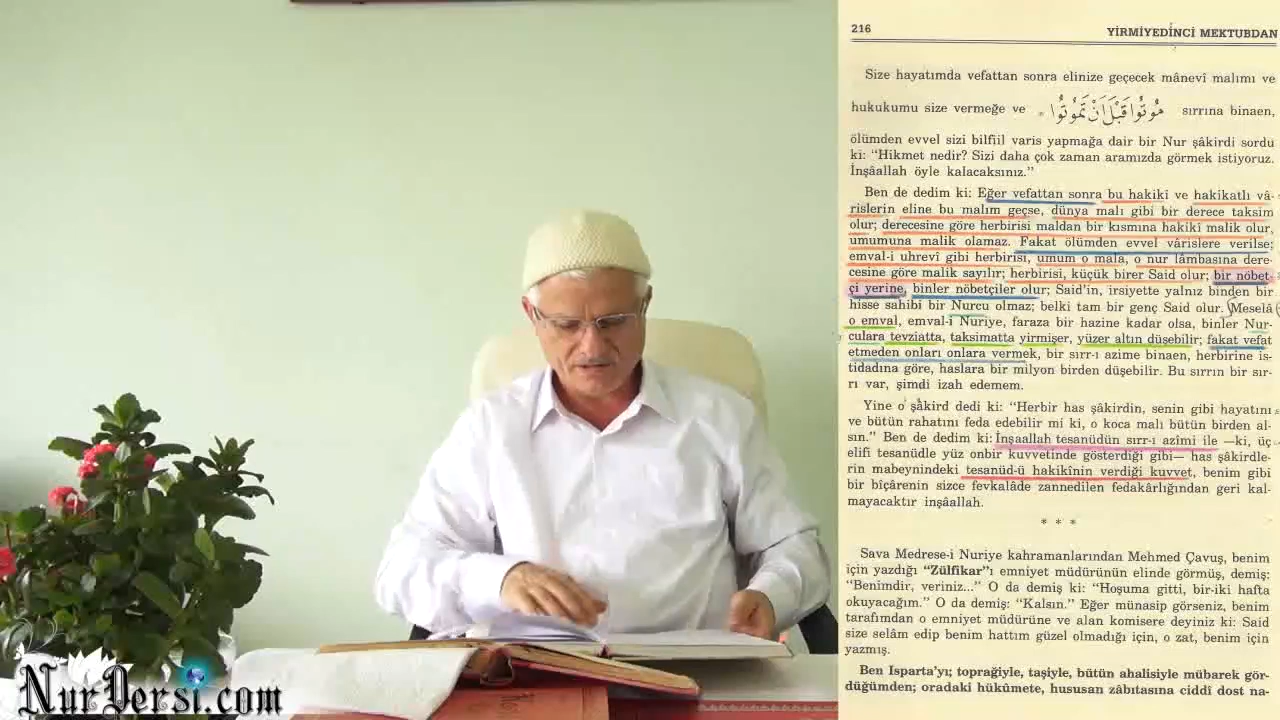 216
YİRMİYEDİNCİ MEKTUBDAN
Size hayatımda vefattan sonra elinize geçecek mânevî malımı ve
hukukumu size vermeğe ve مُوتُوا قَبْلَ اَنْ تَمُوتُوا sırrına binaen,
ölümden evvel sizi bilfiil varis yapmağa dair bir Nur şâkirdi sordu
ki: "Hikmet nedir? Sizi daha çok zaman aramızda görmek istiyoruz.
İnşâallah öyle kalacaksınız."
Ben de dedim ki: Eğer vefattan sonra bu hakikî ve hakikatlı vâ-
rislerin eline bu malım geçse, dünya malı gibi bir derece taksim
olur; derecesine göre herbirisi maldan bir kısmına hakîkî malik olur,
umumuna malik olamaz. Fakat ölümden evvel vârislere verilse;
emval-i uhrevî gibi herbirisi, umum o mala, o nur lâmbasına dere-
cesine göre malik sayılır; herbirisi, küçük birer Said olur; bir nöbet-
çi yerine, binler nöbetçiler olur; Said'in, irsiyette yalnız binden bir
hisse sahibi bir Nurcu olmaz; belki tam bir genç Said olur. Meselâ
o emval, emval-i Nuriye, faraza bir hazine kadar olsa, binler Nur-
culara tevziatta, taksimatta yirmişer, yüzer altın düşebilir; fakat vefat
etmeden onları onlara vermek, bir sırr-ı azime binaen, herbirine is-
tidadına göre, haslara bir milyon birden düşebilir. Bu sırrın bir sır-
rı var, şimdi izah edemem.
Yine o şâkird dedi ki: "Herbir has şâkirdin, senin gibi hayatını
ve bütün rahatını feda edebilir mi ki, o koca malı bütün birden al-
sın." Ben de dedim ki: İnşaallah tesanüdün sırr-ı azîmi ile —ki, üç
elifi tesanüdle yüz onbir kuvvetinde gösterdiği gibi— has şâkirdle-
rin mabeynindeki tesanüd-ü hakikînin verdiği kuvvet, benim gibi
bir bîçârenin sizce fevkalâde zannedilen fedakârlığından geri kal-
mayacaktır inşâallah.
* * *
Sava Medrese-i Nuriye kahramanlarından Mehmed Çavuş, benim
için yazdığı "Zülfikar"ı emniyet müdürünün elinde görmüş, demiş:
"Benimdir, veriniz..." O da demiş ki: "Hoşuma gitti, bir-iki hafta
okuyacağım." O da demiş: "Kalsın." Eğer münasip görseniz, benim
tarafımdan o emniyet müdürüne ve alan komisere deyiniz ki: Said
size selâm edip benim hattım güzel olmadığı için, o zat, benim için
yazmış.
Ben Isparta'yı; toprağiyle, taşiyle, bütün ahalisiyle mübarek gör-
düğümden; oradaki hükûmete, hususan zâbıtasına ciddî dost na-
NurDersi.com